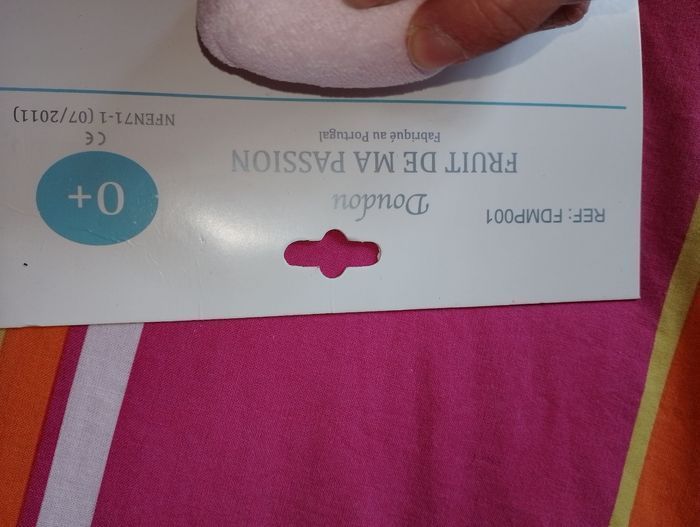 REF: FDMP001
Doudou
FRUIT DE MA PASSION
Fabriqué au Portugal
0+
CE
NFEN71-1 (07/2011)